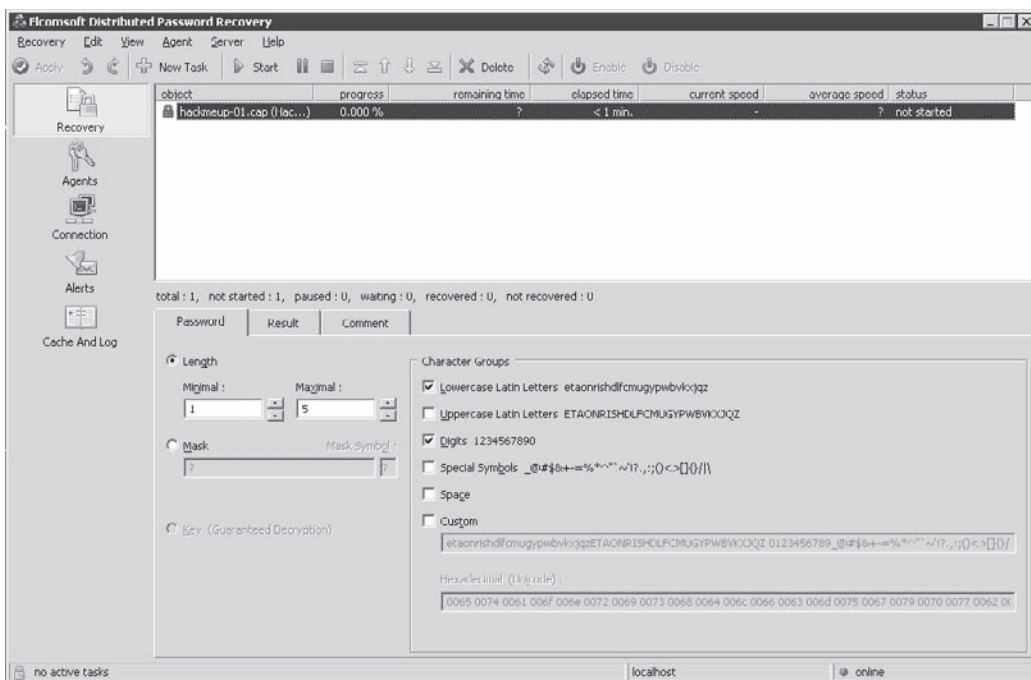 Elcomsoft Distributed Password Recovery
Recovery Edit View Agent Server Help
Apply New Task Start Delete Enable Disable
object progress remaining time elapsed time current speed average speed status
hackmeup-01.cap (Hac...) 0.000 % ? < 1 min. - ? not started
Recovery
Agents
Connection
Alerts
Cache And Log
total : 1, not started : 1, paused : 0, waiting : 0, recovered : 0, not recovered : 0
Password Result Comment
Length
Minimal : Maximal :
1 5
Mask Mask Symbol :
? ?
Key (Guaranteed Decryption)
Character Groups
Lowercase Latin Letters etaonrishdlfcmugypwbvkxjqz
Uppercase Latin Letters ETAONRISHDLFCMUGYPWBVKXJQZ
Digits 1234567890
Special Symbols
Space
Custom
Hexadecimal (Unicode) :
0065 0074 0061 006f 006e 0072 0069 0073 0068 0064 006c 0066 0063 006d 0075 0067 0079 0070 0077 0062
no active tasks localhost online